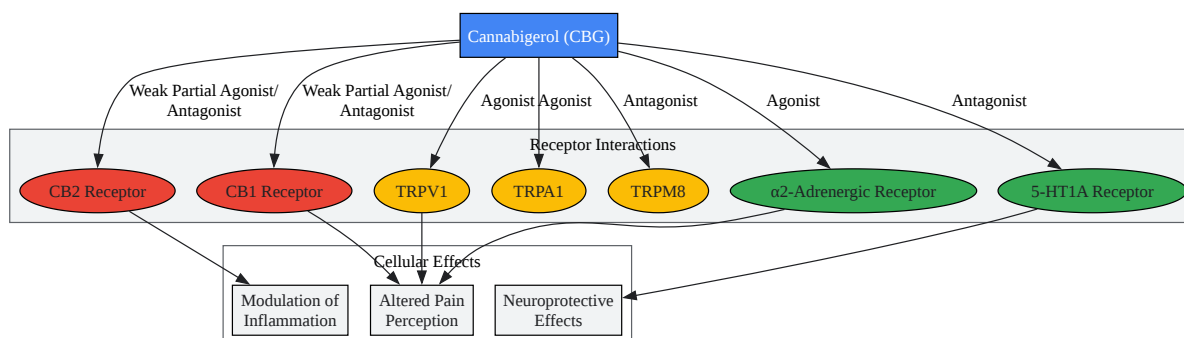 Cannabigerol (CBG)
Weak Partial Agonist/
Antagonist
Weak Partial Agonist/
Antagonist
Agonist
Agonist
Antagonist
Agonist
Antagonist
Receptor Interactions
CB2 Receptor
CB1 Receptor
TRPV1
TRPA1
TRPM8
α2-Adrenergic Receptor
5-HT1A Receptor
Cellular Effects
Modulation of
Inflammation
Altered Pain
Perception
Neuroprotective
Effects